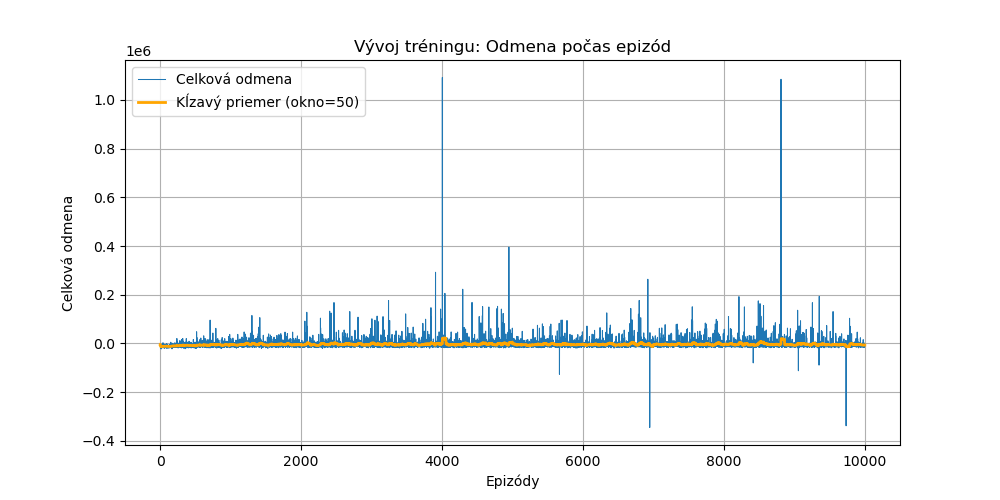 Vývoj tréningu: Odmena počas epizód
1e6
Celková odmena
Kĺzavý priemer (okno=50)
1.0
0.8
0.6
0.4
0.2
0.0
−0.2
−0.4
Celková odmena
0 2000 4000 6000 8000 10000
Epizódy